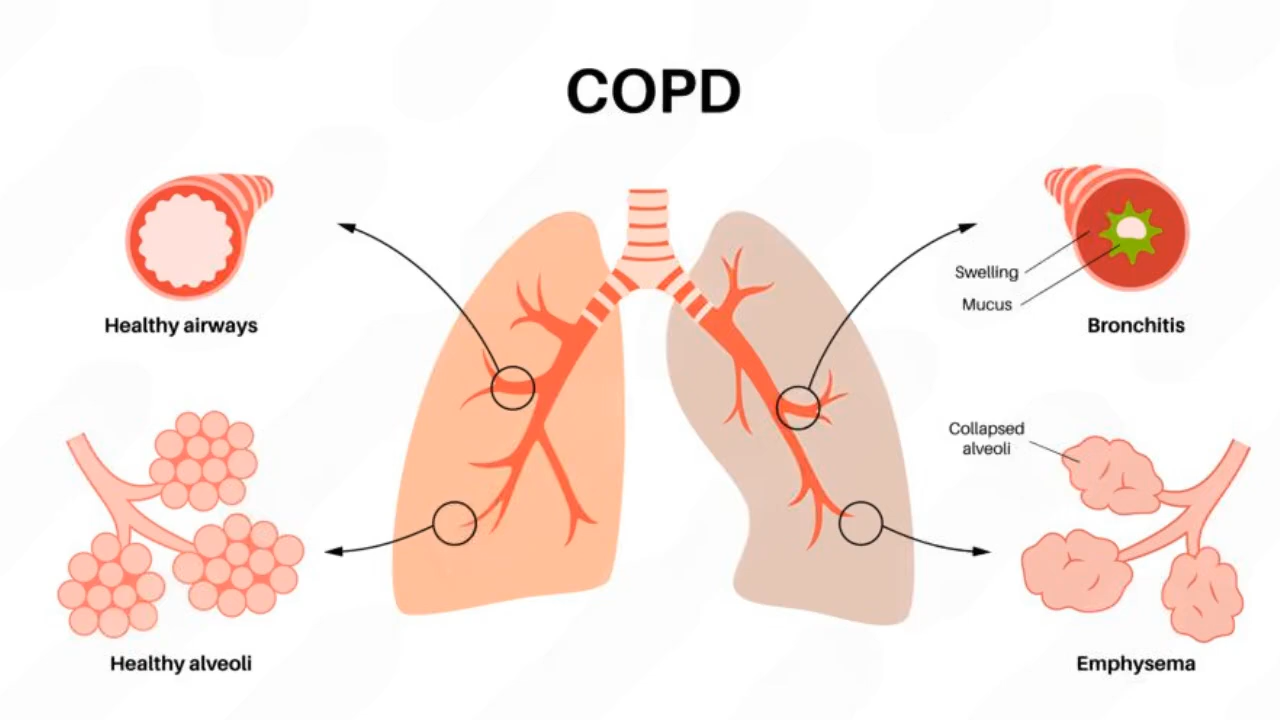 COPD
Healthy airways
Swelling
Mucus
Bronchitis
Collapsed
alveoli
Healthy alveoli
Emphysema